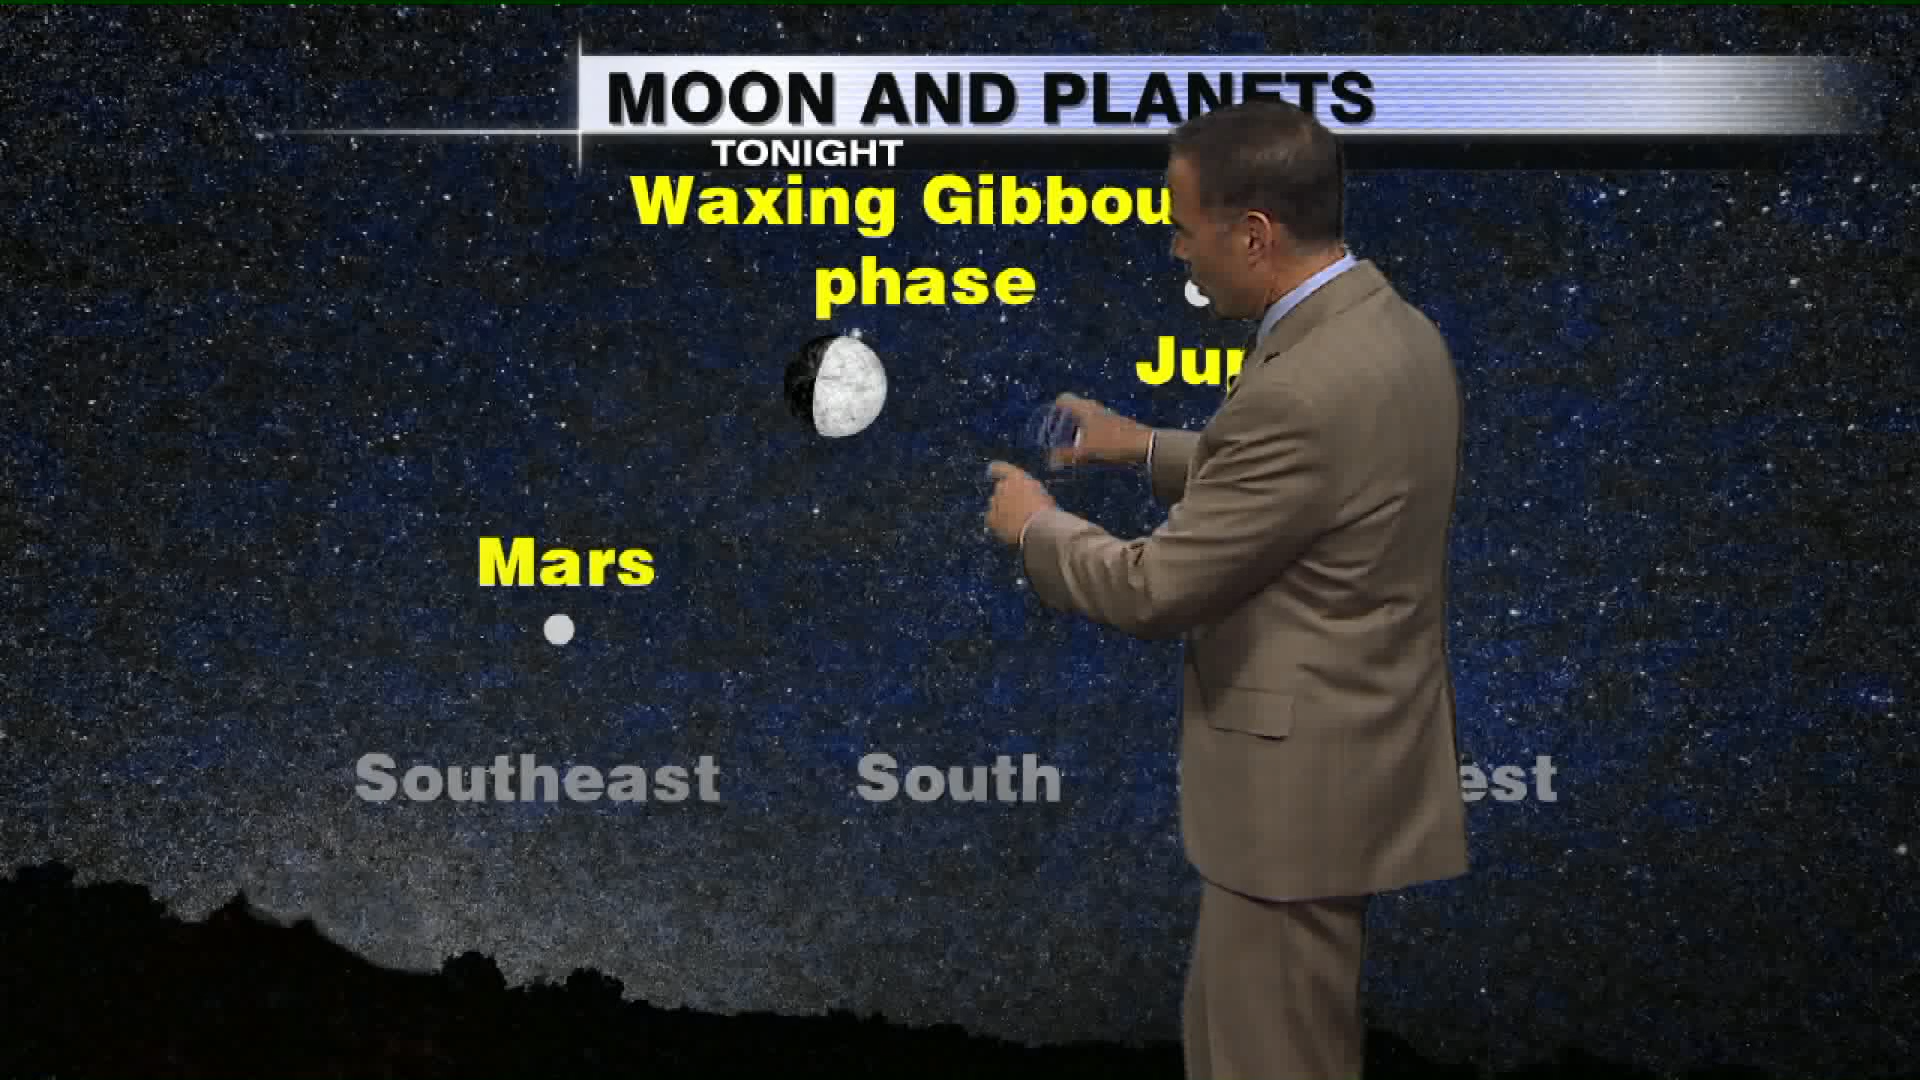 MOON AND PLANETS
TONIGHT
Waxing Gibbou
phase
Mars
Southeast South